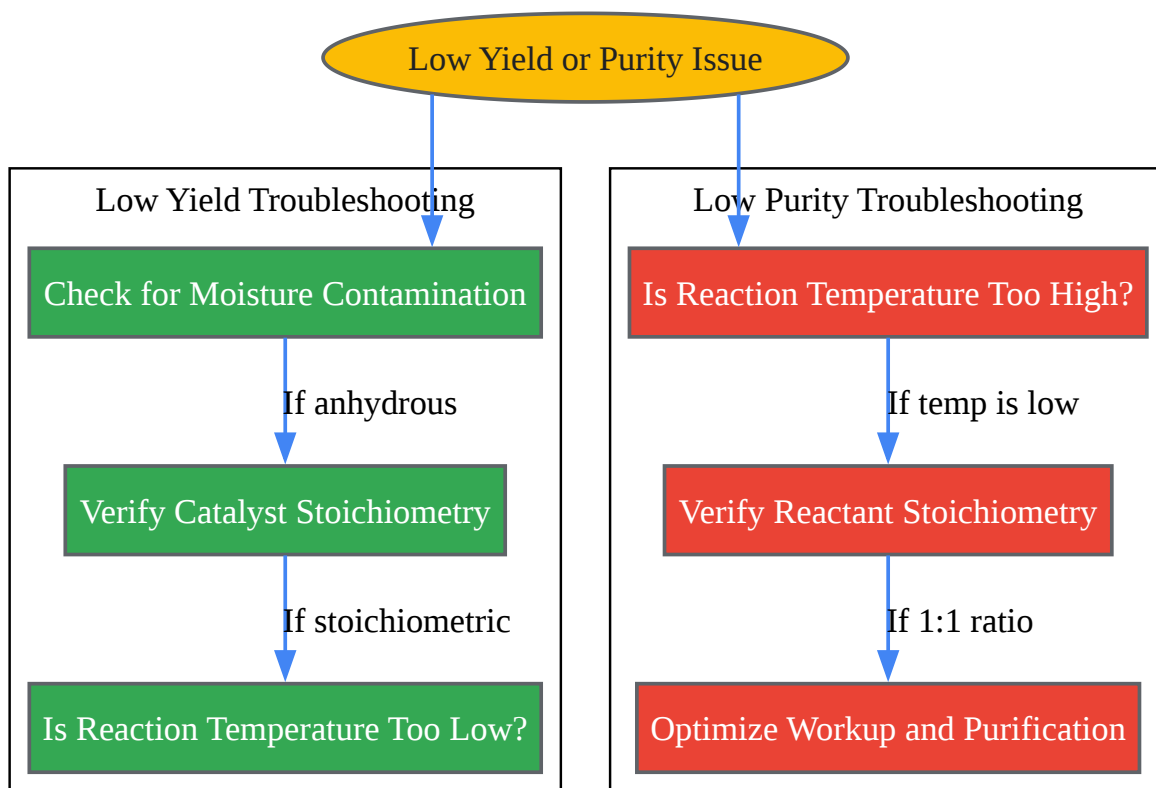 Low Yield or Purity Issue
Low Yield Troubleshooting
Check for Moisture Contamination
If anhydrous
Verify Catalyst Stoichiometry
If stoichiometric
Is Reaction Temperature Too Low?
Low Purity Troubleshooting
Is Reaction Temperature Too High?
If temp is low
Verify Reactant Stoichiometry
If 1:1 ratio
Optimize Workup and Purification